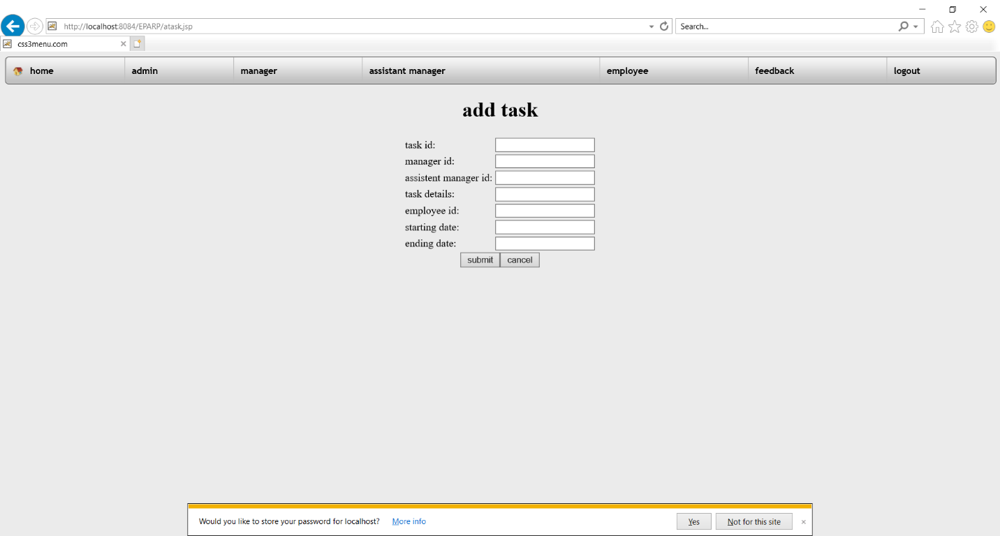 http://localhost:8084/EPARP/atask.jsp
Search...
css3menu.com
home admin manager assistant manager employee feedback logout
add task
task id:
manager id:
assistent manager id:
task details:
employee id:
starting date:
ending date:
submit cancel
Would you like to store your password for localhost? More info Yes Not for this site